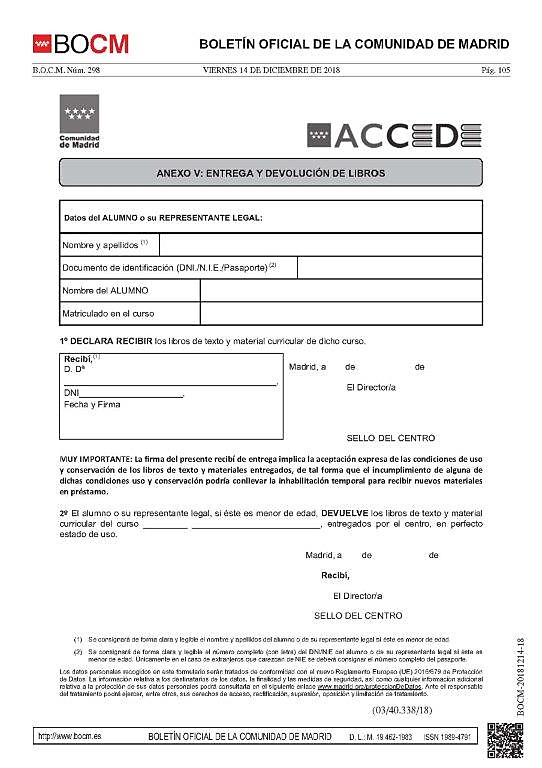 BOCM
BOLETÍN OFICIAL DE LA COMUNIDAD DE MADRID
B.O.C.M. Núm. 298
VIERNES 14 DE DICIEMBRE DE 2018
Pág. 105
Comunidad
de Madrid
ACCEDE
ANEXO V: ENTREGA Y DEVOLUCIÓN DE LIBROS
Datos del ALUMNO o su REPRESENTANTE LEGAL:
Nombre y apellidos (1)
Documento de identificación (DNI./N.I.E./Pasaporte) (2)
Nombre del ALUMNO
Matriculado en el curso
1º DECLARA RECIBIR los libros de texto y material curricular de dicho curso.
Recibí,(1)
D. Dª
_____________________________________________,
DNI______________________,
Fecha y Firma
Madrid, a de de
El Director/a
SELLO DEL CENTRO
MUY IMPORTANTE: La firma del presente recibí de entrega implica la aceptación expresa de las condiciones de uso
y conservación de los libros de texto y materiales entregados, de tal forma que el incumplimiento de alguna de
dichas condiciones uso y conservación podría conllevar la inhabilitación temporal para recibir nuevos materiales
en préstamo.
2º El alumno o su representante legal, si éste es menor de edad, DEVUELVE los libros de texto y material
curricular del curso _________ ___________________________, entregados por el centro, en perfecto
estado de uso.
Madrid, a de de
Recibí,
El Director/a
SELLO DEL CENTRO
(1) Se consignará de forma clara y legible el nombre y apellidos del alumno o de su representante legal si éste es menor de edad.
(2) Se consignará de forma clara y legible el número completo (con letra) del DNI/NIE del alumno o de su representante legal si éste es
menor de edad. Únicamente en el caso de extranjeros que carezcan de NIE se deberá consignar el número completo del pasaporte.
Los datos personales recogidos en este formulario serán tratados de conformidad con el nuevo Reglamento Europeo (UE) 2016/679 de Protección
de Datos. La información relativa a los destinatarios de los datos, la finalidad y las medidas de seguridad, así como cualquier información adicional
relativa a la protección de sus datos personales podrá consultarla en el siguiente enlace www.madrid.org/protecciondeDatos. Ante el responsable
del tratamiento podrá ejercer, entre otros, sus derechos de acceso, rectificación, supresión, oposición y limitación de tratamiento.
(03/40.338/18)
BOCM-20181214-18
http://www.bocm.es
BOLETÍN OFICIAL DE LA COMUNIDAD DE MADRID
D. L.: M. 19.462-1983
ISSN 1989-4791